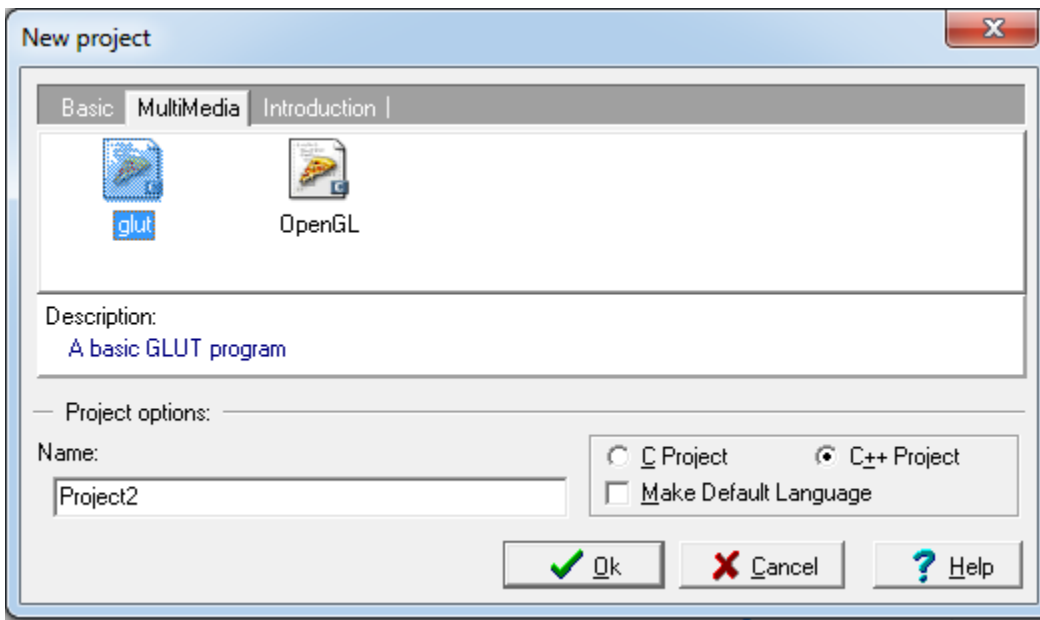 New project
Basic MultiMedia Introduction
glut OpenGL
Description:
A basic GLUT program
Project options:
Name:
Project2
C Project C++ Project
Make Default Language
Ok Cancel ? Help